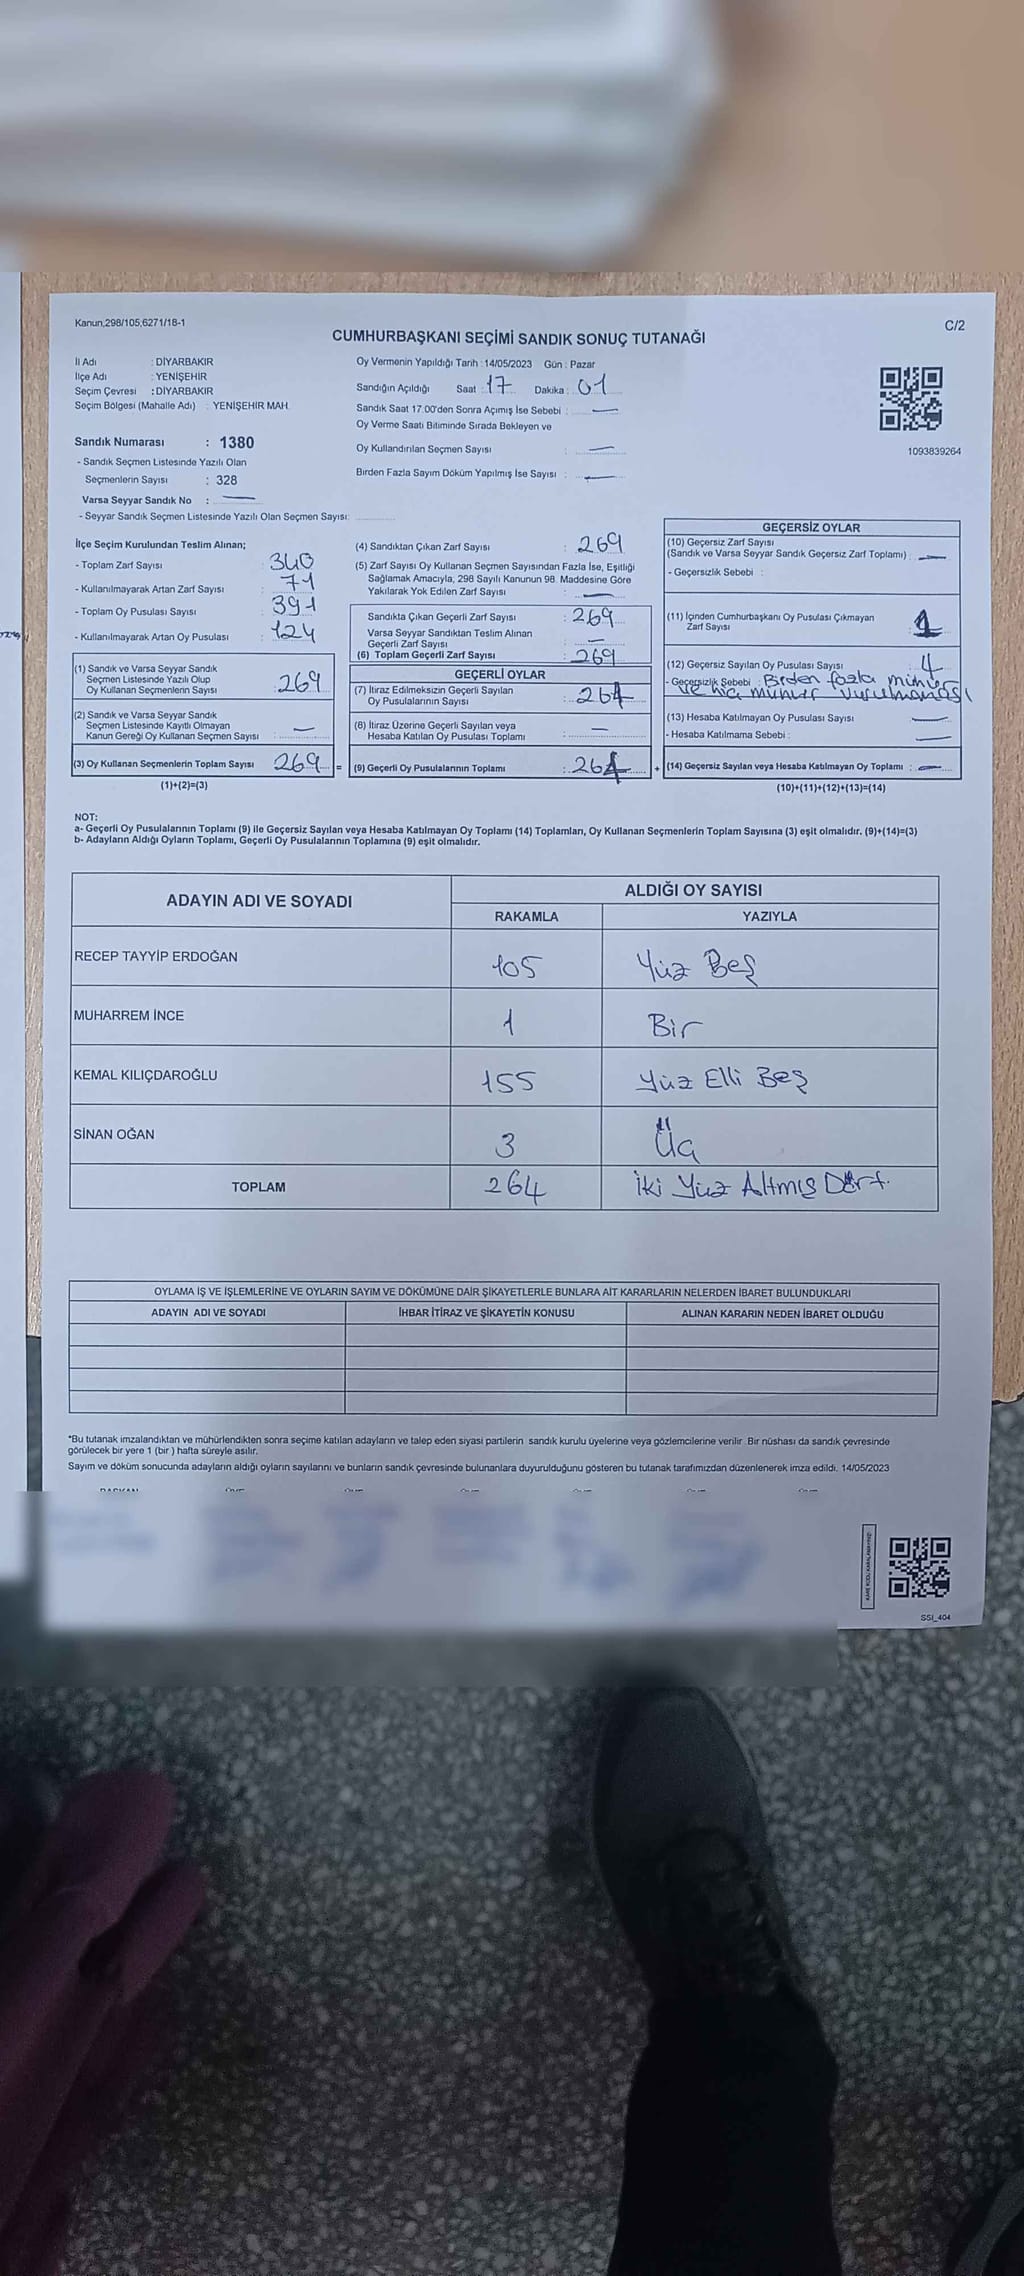 Kanun,298/105,6271/18-1
C/2
CUMHURBAŞKANI SEÇİMİ SANDIK SONUÇ TUTANAĞI
İl Adı : DİYARBAKIR
İlçe Adı : YENİŞEHİR
Seçim Çevresi : DİYARBAKIR
Seçim Bölgesi (Mahalle Adı) : YENİŞEHİR MAH.
Oy Vermenin Yapıldığı Tarih : 14/05/2023 Gün : Pazar
Sandığın Açıldığı Saat : 17 Dakika : 01
Sandık Saat 17.00'den Sonra Açımış İse Sebebi : —
Oy Verme Saati Bitiminde Sırada Bekleyen ve
Oy Kullandırılan Seçmen Sayısı : —
Birden Fazla Sayım Döküm Yapılmış İse Sayısı : —
1093839264
Sandık Numarası : 1380
- Sandık Seçmen Listesinde Yazılı Olan
Seçmenlerin Sayısı : 328
Varsa Seyyar Sandık No : —
- Seyyar Sandık Seçmen Listesinde Yazılı Olan Seçmen Sayısı:
İlçe Seçim Kurulundan Teslim Alınan;
- Toplam Zarf Sayısı : 340
- Kullanılmayarak Artan Zarf Sayısı : 71
- Toplam Oy Pusulası Sayısı : 391
- Kullanılmayarak Artan Oy Pusulası : 124
(1) Sandık ve Varsa Seyyar Sandık
Seçmen Listesinde Yazılı Olup
Oy Kullanan Seçmenlerin Sayısı : 269
(2) Sandık ve Varsa Seyyar Sandık
Seçmen Listesinde Kayıtlı Olmayan
Kanun Gereği Oy Kullanan Seçmen Sayısı : —
(3) Oy Kullanan Seçmenlerin Toplam Sayısı 269
(1)+(2)=(3)
(4) Sandıktan Çıkan Zarf Sayısı : 269
(5) Zarf Sayısı Oy Kullanan Seçmen Sayısından Fazla İse, Eşitliği
Sağlamak Amacıyla, 298 Sayılı Kanunun 98. Maddesine Göre
Yakılarak Yok Edilen Zarf Sayısı : —
Sandıkta Çıkan Geçerli Zarf Sayısı : 269
Varsa Seyyar Sandıktan Teslim Alınan
Geçerli Zarf Sayısı : —
(6) Toplam Geçerli Zarf Sayısı : 269
GEÇERLİ OYLAR
(7) İtiraz Edilmeksizin Geçerli Sayılan
Oy Pusulalarının Sayısı : 264
(8) İtiraz Üzerine Geçerli Sayılan veya
Hesaba Katılan Oy Pusulası Toplamı : —
= (9) Geçerli Oy Pusulalarının Toplamı : 264 +
GEÇERSİZ OYLAR
(10) Geçersiz Zarf Sayısı
(Sandık ve Varsa Seyyar Sandık Geçersiz Zarf Toplamı) : —
- Geçersizlik Sebebi :
(11) İçinden Cumhurbaşkanı Oy Pusulası Çıkmayan
Zarf Sayısı : 1
(12) Geçersiz Sayılan Oy Pusulası Sayısı : 4
- Geçersizlik Sebebi : Birden fazla mühür
ve hiç mühür vurulmaması
(13) Hesaba Katılmayan Oy Pusulası Sayısı —
- Hesaba Katılmama Sebebi : —
(14) Geçersiz Sayılan veya Hesaba Katılmayan Oy Toplamı : —
(10)+(11)+(12)+(13)=(14)
NOT:
a- Geçerli Oy Pusulalarının Toplamı (9) ile Geçersiz Sayılan veya Hesaba Katılmayan Oy Toplamı (14) Toplamları, Oy Kullanan Seçmenlerin Toplam Sayısına (3) eşit olmalıdır. (9)+(14)=(3)
b- Adayların Aldığı Oyların Toplamı, Geçerli Oy Pusulalarının Toplamına (9) eşit olmalıdır.
ADAYIN ADI VE SOYADI
ALDIĞI OY SAYISI
RAKAMLA YAZIYLA
RECEP TAYYİP ERDOĞAN 105 Yüz Beş
MUHARREM İNCE 1 Bir
KEMAL KILIÇDAROĞLU 155 Yüz Elli Beş
SİNAN OĞAN 3 Üç
TOPLAM 264 İki Yüz Altmış Dört.
OYLAMA İŞ VE İŞLEMLERİNE VE OYLARIN SAYIM VE DÖKÜMÜNE DAİR ŞİKAYETLERLE BUNLARA AİT KARARLARIN NELERDEN İBARET BULUNDUKLARI
ADAYIN ADI VE SOYADI İHBAR İTİRAZ VE ŞİKAYETİN KONUSU ALINAN KARARIN NEDEN İBARET OLDUĞU
*Bu tutanak imzalandıktan ve mühürlendikten sonra seçime katılan adayların ve talep eden siyasi partilerin sandık kurulu üyelerine veya gözlemcilerine verilir. Bir nüshası da sandık çevresinde
görülecek bir yere 1 (bir ) hafta süreyle asılır.
Sayım ve döküm sonucunda adayların aldığı oyların sayılarını ve bunların sandık çevresinde bulunanlara duyurulduğunu gösteren bu tutanak tarafımızdan düzenlenerek imza edildi. 14/05/2023
SSI_404